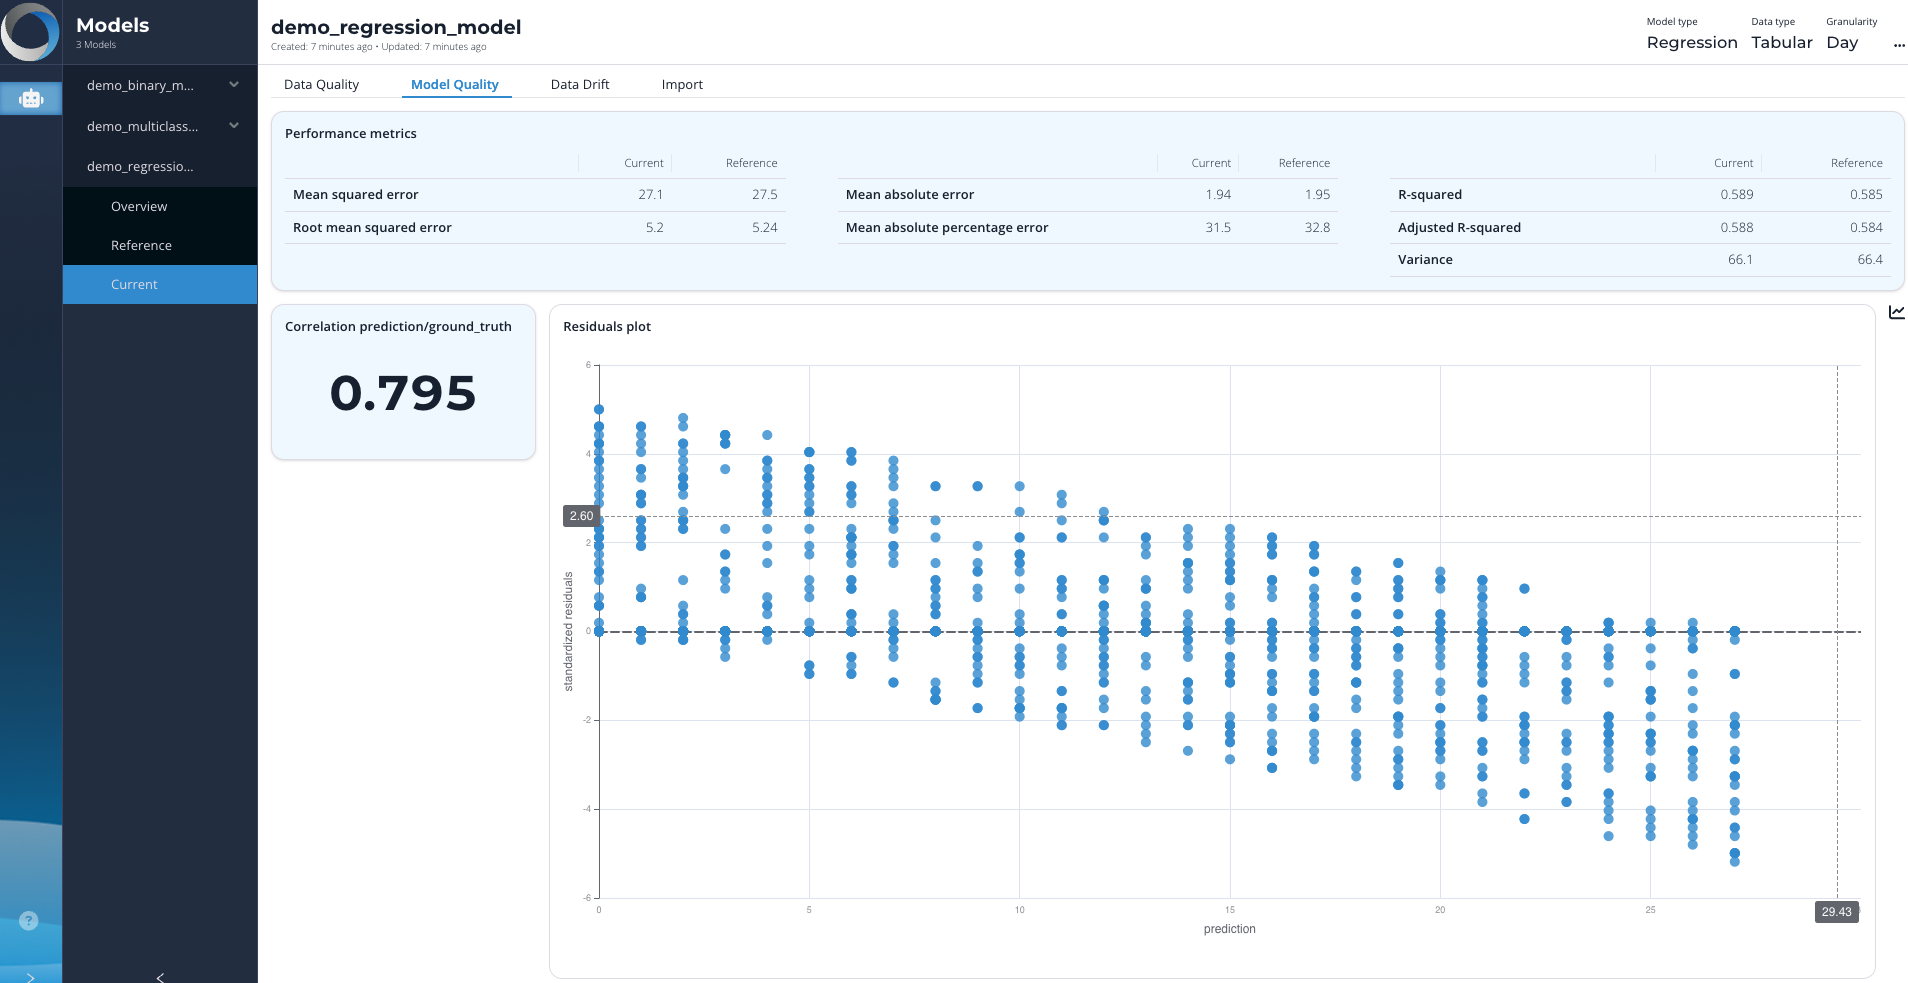 Models
3 Models
demo_binary_m...
demo_multiclass...
demo_regressio...
Overview
Reference
Current
?
demo_regression_model
Created: 7 minutes ago • Updated: 7 minutes ago
Model type
Regression
Data type
Tabular
Granularity
Day
...
Data Quality Model Quality Data Drift Import
Performance metrics
Current Reference
Mean squared error 27.1 27.5
Root mean squared error 5.2 5.24
Current Reference
Mean absolute error 1.94 1.95
Mean absolute percentage error 31.5 32.8
Current Reference
R-squared 0.589 0.585
Adjusted R-squared 0.588 0.584
Variance 66.1 66.4
Correlation prediction/ground_truth
0.795
Residuals plot
6
4
2.60
2
0
-2
-4
-6
standardized residuals
0 5 10 15 20 25 29.43
prediction